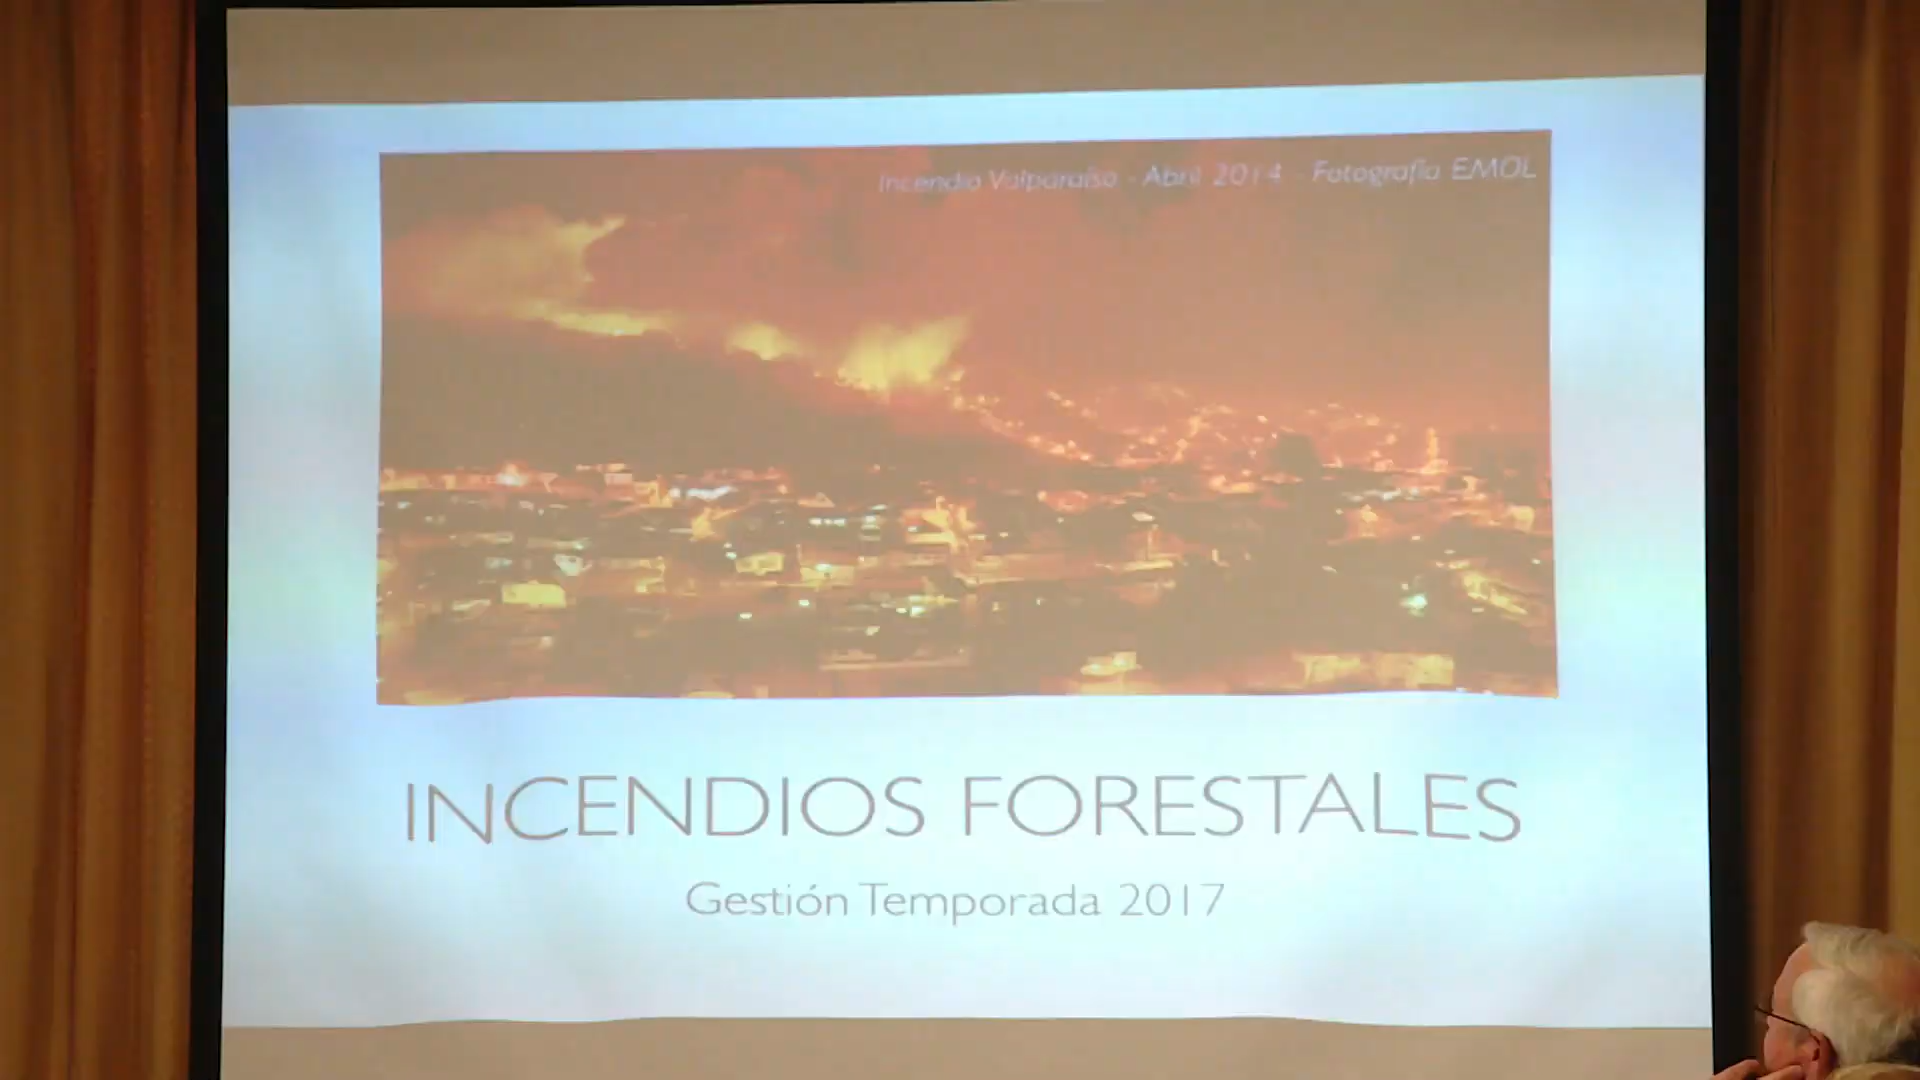 Incendio Valparaíso - Abril 2014 - Fotografía EMOL
INCENDIOS FORESTALES
Gestión Temporada 2017